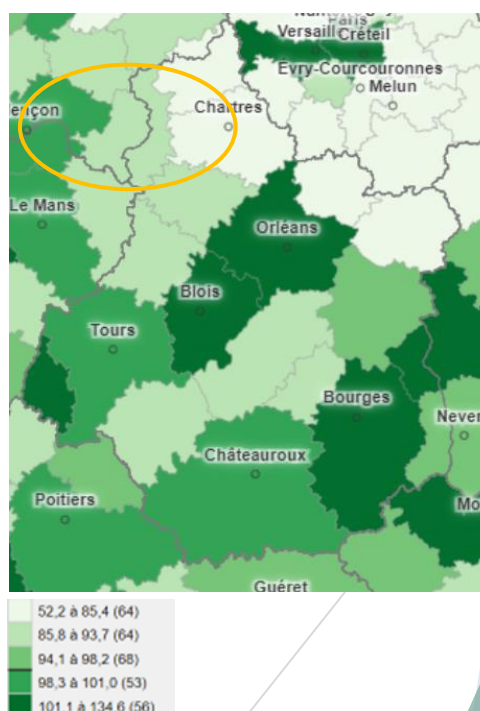 Paris
Versaill
Créteil
Évry-Courcouronnes
Melun
Chartres
ençon
Le Mans
Orléans
Blois
Tours
Bourges
Never
Châteauroux
Poitiers
Mo
Guéret
52,2 à 85,4 (64)
85,8 à 93,7 (64)
94,1 à 98,2 (68)
98,3 à 101,0 (53)
101,1 à 134,6 (56)